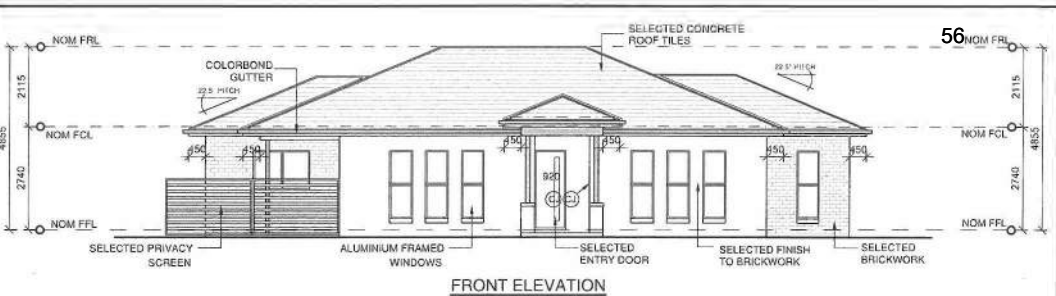 NOM FRL
SELECTED CONCRETE
ROOF TILES
56
NOM FRL
COLORBOND
GUTTER
22.5° PITCH
22.5° PITCH
2115
2115
4855
4855
NOM FCL
NOM FCL
450
450
450
450
450
450
2740
2740
920
NOM FFL
NOM FFL
SELECTED PRIVACY
SCREEN
ALUMINIUM FRAMED
WINDOWS
SELECTED
ENTRY DOOR
SELECTED FINISH
TO BRICKWORK
SELECTED
BRICKWORK
FRONT ELEVATION